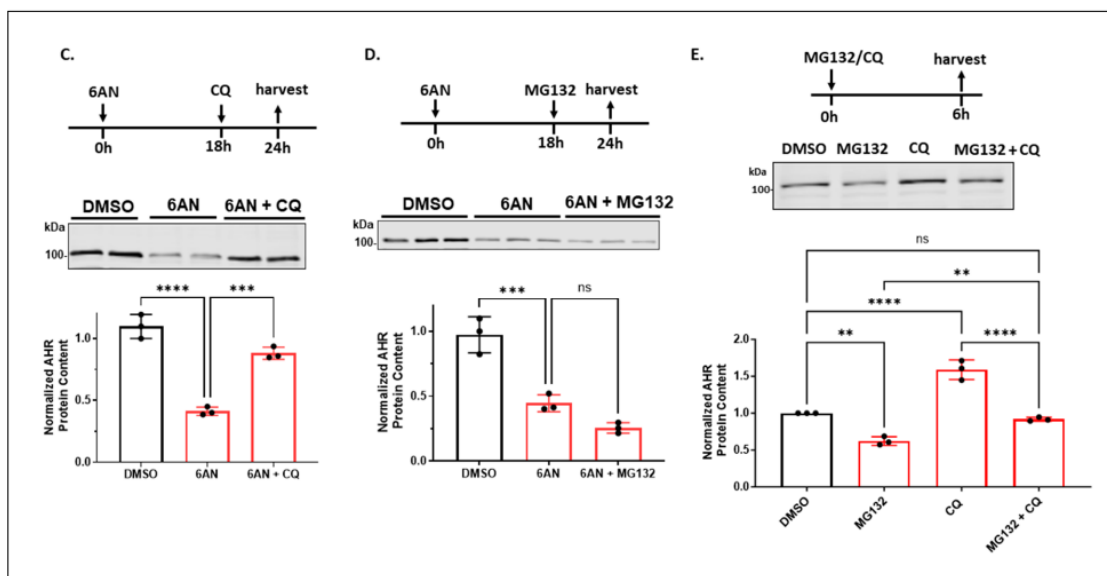 C.
6AN CQ harvest
0h 18h 24h
DMSO 6AN 6AN + CQ
kDa
100
**** ***
Normalized AHR
Protein Content
1.0
0.5
0.0
DMSO 6AN 6AN + CQ
D.
6AN MG132 harvest
0h 18h 24h
DMSO 6AN 6AN + MG132
kDa
100
*** ns
Normalized AHR
Protein Content
1.0
0.5
0.0
DMSO 6AN 6AN + MG132
E.
MG132/CQ harvest
0h 6h
DMSO MG132 CQ MG132 + CQ
kDa
100
ns
**
****
** ****
Normalized AHR
Protein Content
2.0
1.5
1.0
0.5
0.0
DMSO
MG132
CQ
MG132 + CQ